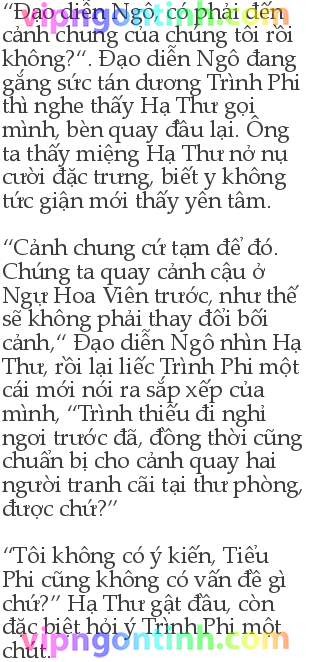 “Đạo diễn Ngô, có phải đến
vipngontinh.com
cảnh chung của chúng tôi rồi
không?“. Đạo diễn Ngô đang
gắng sức tán dương Trình Phi
thì nghe thấy Hạ Thư gọi
mình, bèn quay đầu lại. Ông
ta thấy miệng Hạ Thư nở nụ
cười đặc trưng, biết y không
tức giận mới thấy yên tâm.
“Cảnh chung cứ tạm để đó.
Chúng ta quay cảnh cậu ở
Ngự Hoa Viên trước, như thế
sẽ không phải thay đổi bối
cảnh,“ Đạo diễn Ngô nhìn Hạ
Thư, rồi lại liếc Trình Phi một
cái mới nói ra sắp xếp của
mình, “Trình thiếu đi nghỉ
ngơi trước đã, đồng thời cũng
chuẩn bị cho cảnh quay hai
người tranh cãi tại thư phòng,
được chứ?”
“Tôi không có ý kiến, Tiểu
Phi cũng không có vấn đề gì
chứ?” Hạ Thư gật đầu, còn
đặc biệt hỏi ý Trình Phi một
vipngontinh.com
chút.